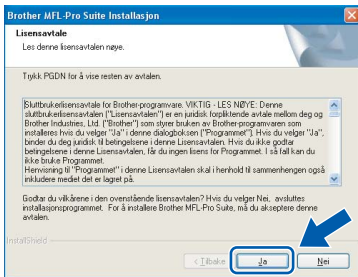 Brother MFL-Pro Suite Installasjon
Lisensavtale
Les denne lisensavtalen nøye.
Trykk PGDN for å vise resten av avtalen.
Sluttbrukerlisensavtale for Brother-programvare. VIKTIG - LES NØYE: Denne
sluttbrukerlisensavtalen ("Lisensavtalen") er en juridisk forpliktende avtale mellom deg og
Brother Industries, Ltd. ("Brother") som styrer bruken av Brother-programvaren som
installeres hvis du velger "Ja" i denne dialogboksen ("Programmet"). Hvis du velger "Ja",
binder du deg juridisk til betingelsene i denne Lisensavtalen. Hvis du ikke godtar
betingelsene i denne Lisensavtalen, får du ingen lisens for Programmet. I så fall kan du
ikke bruke Programmet.
Henvisning til "Programmet" i denne Lisensavtalen skal i henhold til sammenhengen også
inkludere mediet det er lagret på.
Godtar du vilkårene i den ovenstående lisensavtalen? Hvis du velger Nei, avsluttes
installasjonsprogrammet. For å installere Brother MFL-Pro Suite, må du akseptere denne
avtalen.
InstallShield
< Tilbake Ja Nei